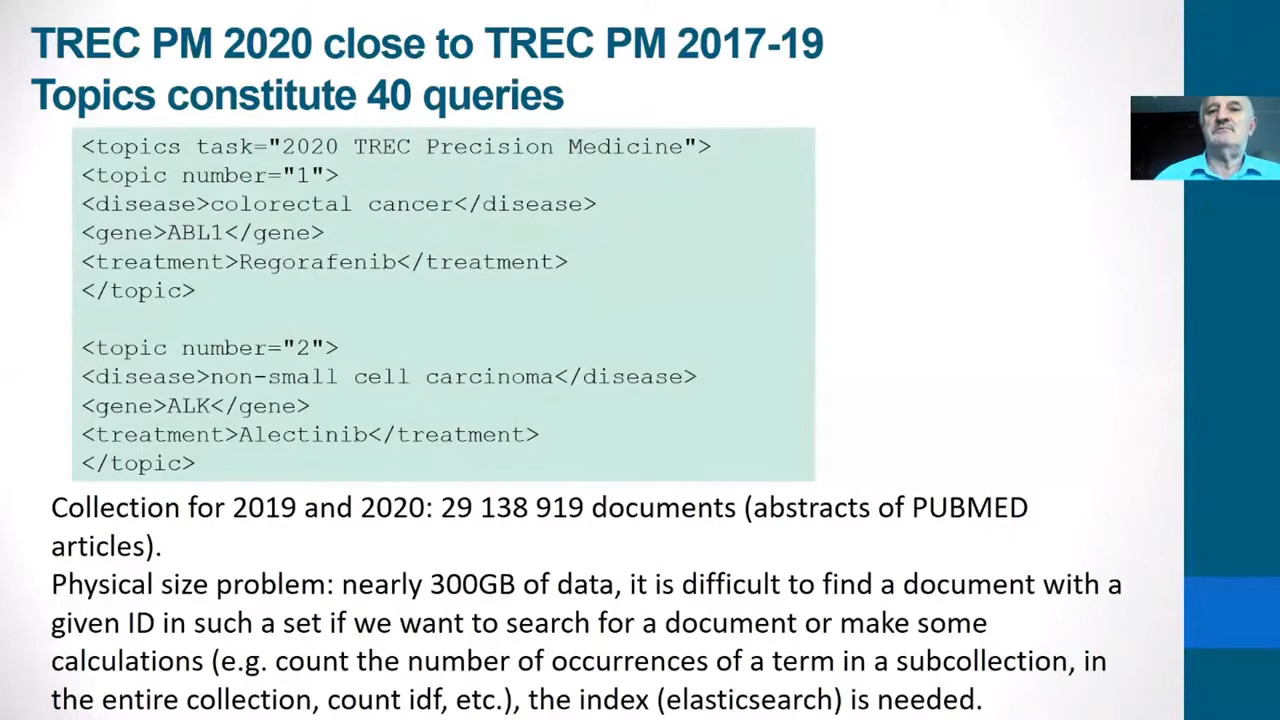 TREC PM 2020 close to TREC PM 2017-19
Topics constitute 40 queries
<topics task="2020 TREC Precision Medicine">
<topic number="1">
<disease>colorectal cancer</disease>
<gene>ABL1</gene>
<treatment>Regorafenib</treatment>
</topic>
<topic number="2">
<disease>non-small cell carcinoma</disease>
<gene>ALK</gene>
<treatment>Alectinib</treatment>
</topic>
Collection for 2019 and 2020: 29 138 919 documents (abstracts of PUBMED
articles).
Physical size problem: nearly 300GB of data, it is difficult to find a document with a
given ID in such a set if we want to search for a document or make some
calculations (e.g. count the number of occurrences of a term in a subcollection, in
the entire collection, count idf, etc.), the index (elasticsearch) is needed.